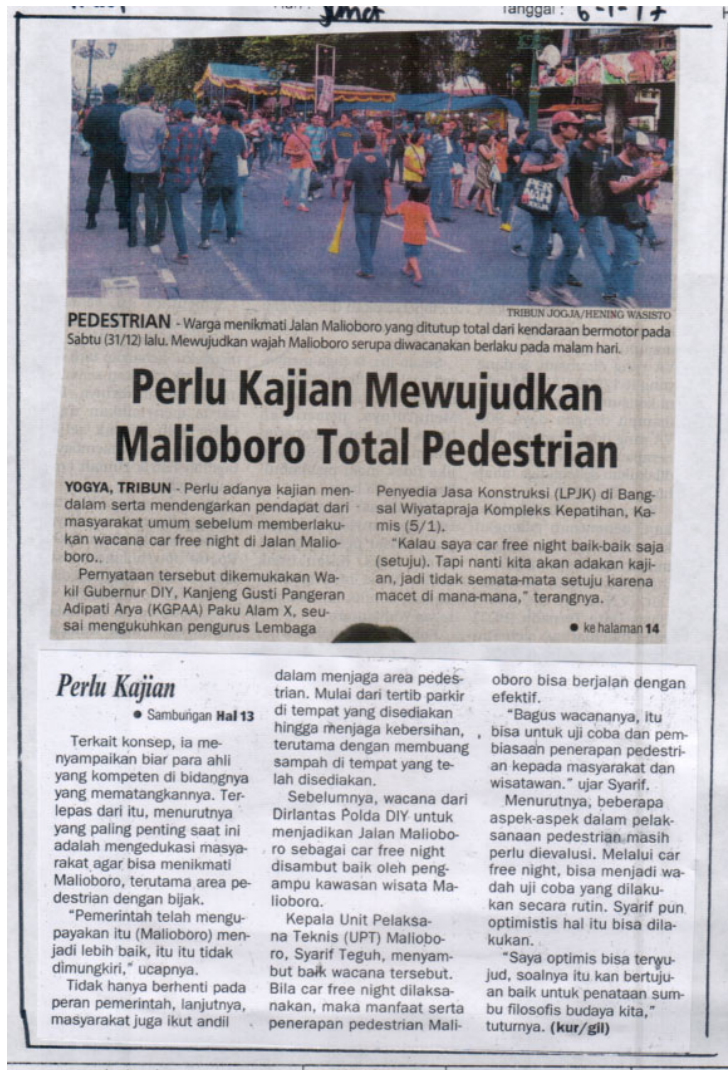 Jumat
Tanggal : 6-1-17
TRIBUN JOGJA/HENING WASISTO
PEDESTRIAN - Warga menikmati Jalan Malioboro yang ditutup total dari kendaraan bermotor pada
Sabtu (31/12) lalu. Mewujudkan wajah Malioboro serupa diwacanakan berlaku pada malam hari.
Perlu Kajian Mewujudkan
Malioboro Total Pedestrian
YOGYA, TRIBUN - Perlu adanya kajian men-
dalam serta mendengarkan pendapat dari
masyarakat umum sebelum memberlaku-
kan wacana car free night di Jalan Malio-
boro..
Pernyataan tersebut dikemukakan Wa-
kil Gubernur DIY, Kanjeng Gusti Pangeran
Adipati Arya (KGPAA) Paku Alam X, seu-
sai mengukuhkan pengurus Lembaga
Penyedia Jasa Konstruksi (LPJK) di Bang-
sal Wiyatapraja Kompleks Kepatihan, Ka-
mis (5/1).
"Kalau saya car free night baik-baik saja
(setuju). Tapi nanti kita akan adakan kaji-
an, jadi tidak semata-mata setuju karena
macet di mana-mana," terangnya.
● ke halaman 14
Perlu Kajian
● Sambungan Hal 13
Terkait konsep, ia me-
nyampaikan biar para ahli
yang kompeten di bidangnya
yang mematangkannya. Ter-
lepas dari itu, menurutnya
yang paling penting saat ini
adalah mengedukasi masya-
rakat agar bisa menikmati
Malioboro, terutama area pe-
destrian dengan bijak.
"Pemerintah telah mengu-
payakan itu (Malioboro) men-
jadi lebih baik, itu itu tidak
dimungkiri," ucapnya.
Tidak hanya berhenti pada
peran pemerintah, lanjutnya,
masyarakat juga ikut andil
dalam menjaga area pedes-
trian. Mulai dari tertib parkir
di tempat yang disediakan
hingga menjaga kebersihan,
terutama dengan membuang
sampah di tempat yang te-
lah disediakan.
Sebelumnya, wacana dari
Dirlantas Polda DIY untuk
menjadikan Jalan Maliobo-
ro sebagai car free night
disambut baik oleh peng-
ampu kawasan wisata Ma-
lioboro.
Kepala Unit Pelaksa-
na Teknis (UPT) Maliobo-
ro, Syarif Teguh, menyam-
but baik wacana tersebut.
Bila car free night dilaksa-
nakan, maka manfaat serta
penerapan pedestrian Mali-
oboro bisa berjalan dengan
efektif.
"Bagus wacananya, itu
bisa untuk uji coba dan pem-
biasaan penerapan pedestri-
an kepada masyarakat dan
wisatawan." ujar Syarif.
Menurutnya, beberapa
aspek-aspek dalam pelak-
sanaan pedestrian masih
perlu dievalusi. Melalui car
free night, bisa menjadi wa-
dah uji coba yang dilaku-
kan secara rutin. Syarif pun
optimistis hal itu bisa dila-
kukan.
"Saya optimis bisa terwu-
jud, soalnya itu kan bertuju-
an baik untuk penataan sum-
bu filosofis budaya kita,"
tuturnya. (kur/gil)